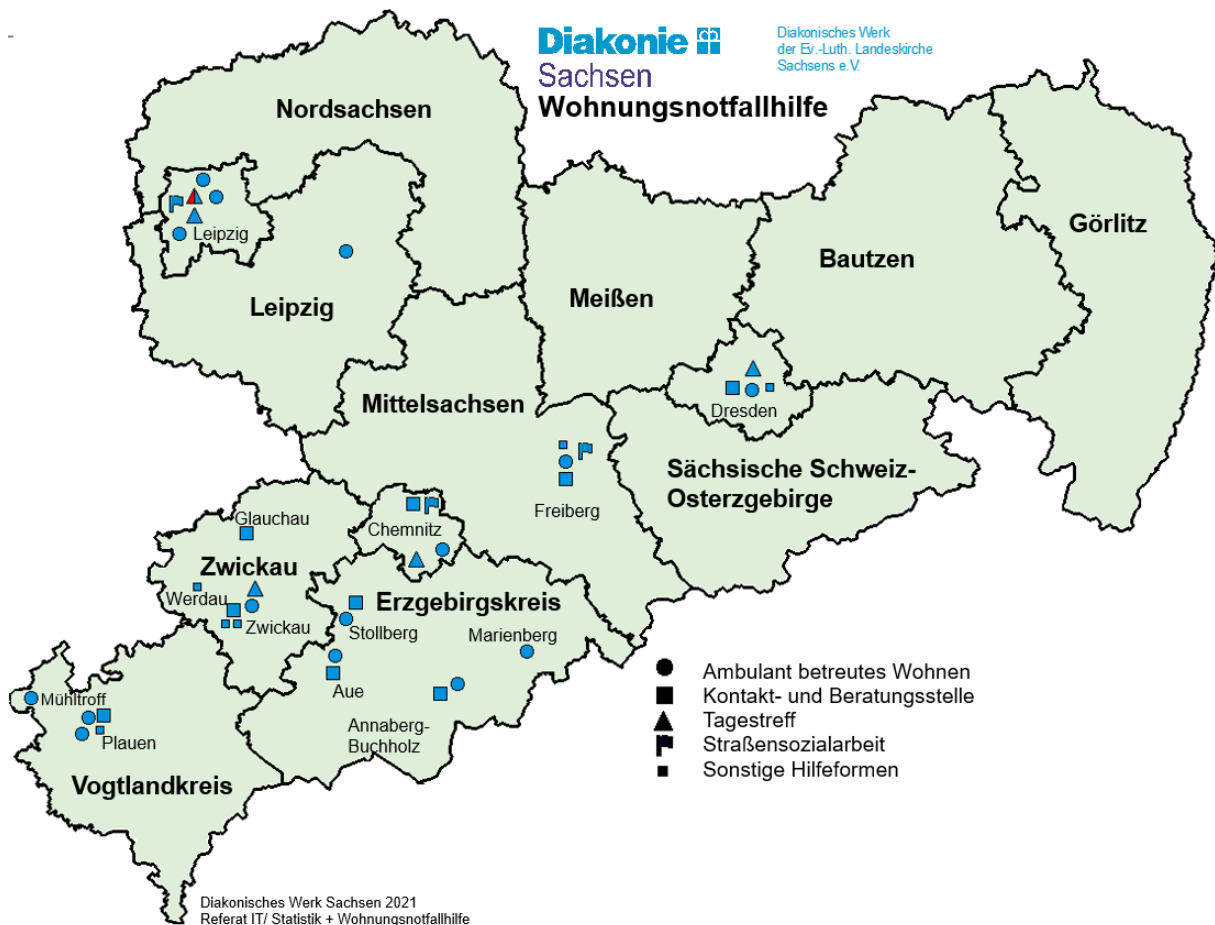 Diakonie
Sachsen
Wohnungsnotfallhilfe
Diakonisches Werk
der Ev.-Luth. Landeskirche
Sachsens e.V.
Nordsachsen
Görlitz
Leipzig
Bautzen
Meißen
Leipzig
Mittelsachsen
Dresden
Sächsische Schweiz-
Osterzgebirge
Freiberg
Glauchau
Chemnitz
Zwickau
Werdau
Zwickau
Erzgebirgskreis
Stollberg
Marienberg
Aue
Annaberg-
Buchholz
Mühltroff
Plauen
Vogtlandkreis
Ambulant betreutes Wohnen
Kontakt- und Beratungsstelle
Tagestreff
Straßensozialarbeit
Sonstige Hilfeformen
Diakonisches Werk Sachsen 2021
Referat IT/ Statistik + Wohnungsnotfallhilfe